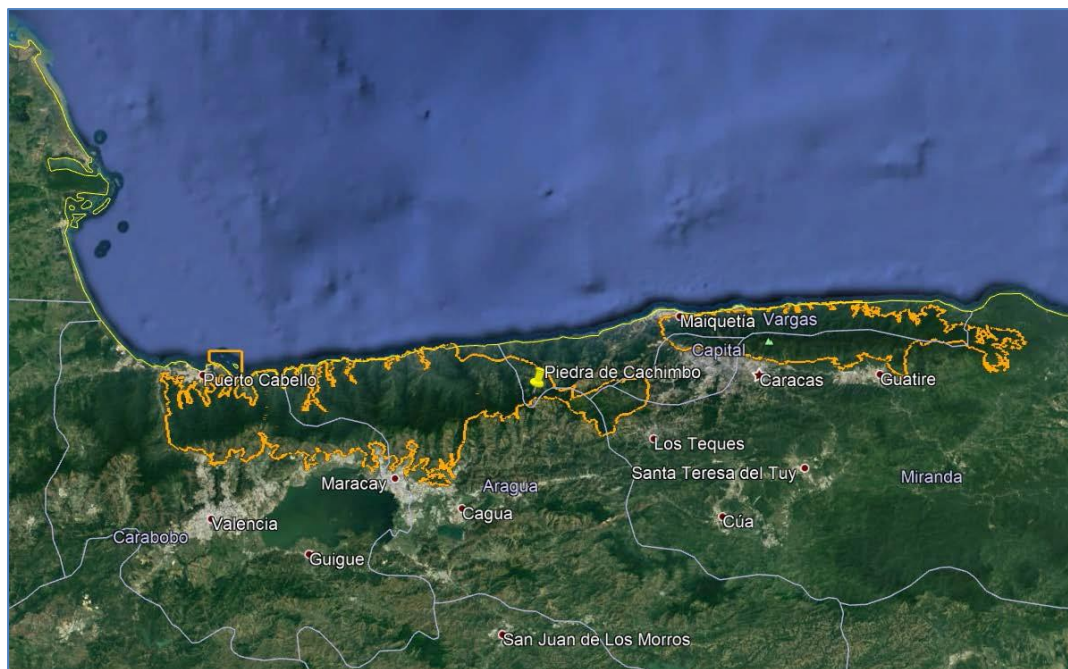 Maiquetía
Vargas
Capital
Puerto Cabello
Piedra de Cachimbo
Caracas
Guatire
Los Teques
Santa Teresa del Tuy
Miranda
Maracay
Aragua
Cagua
Valencia
Cúa
Carabobo
Guigue
San Juan de Los Morros